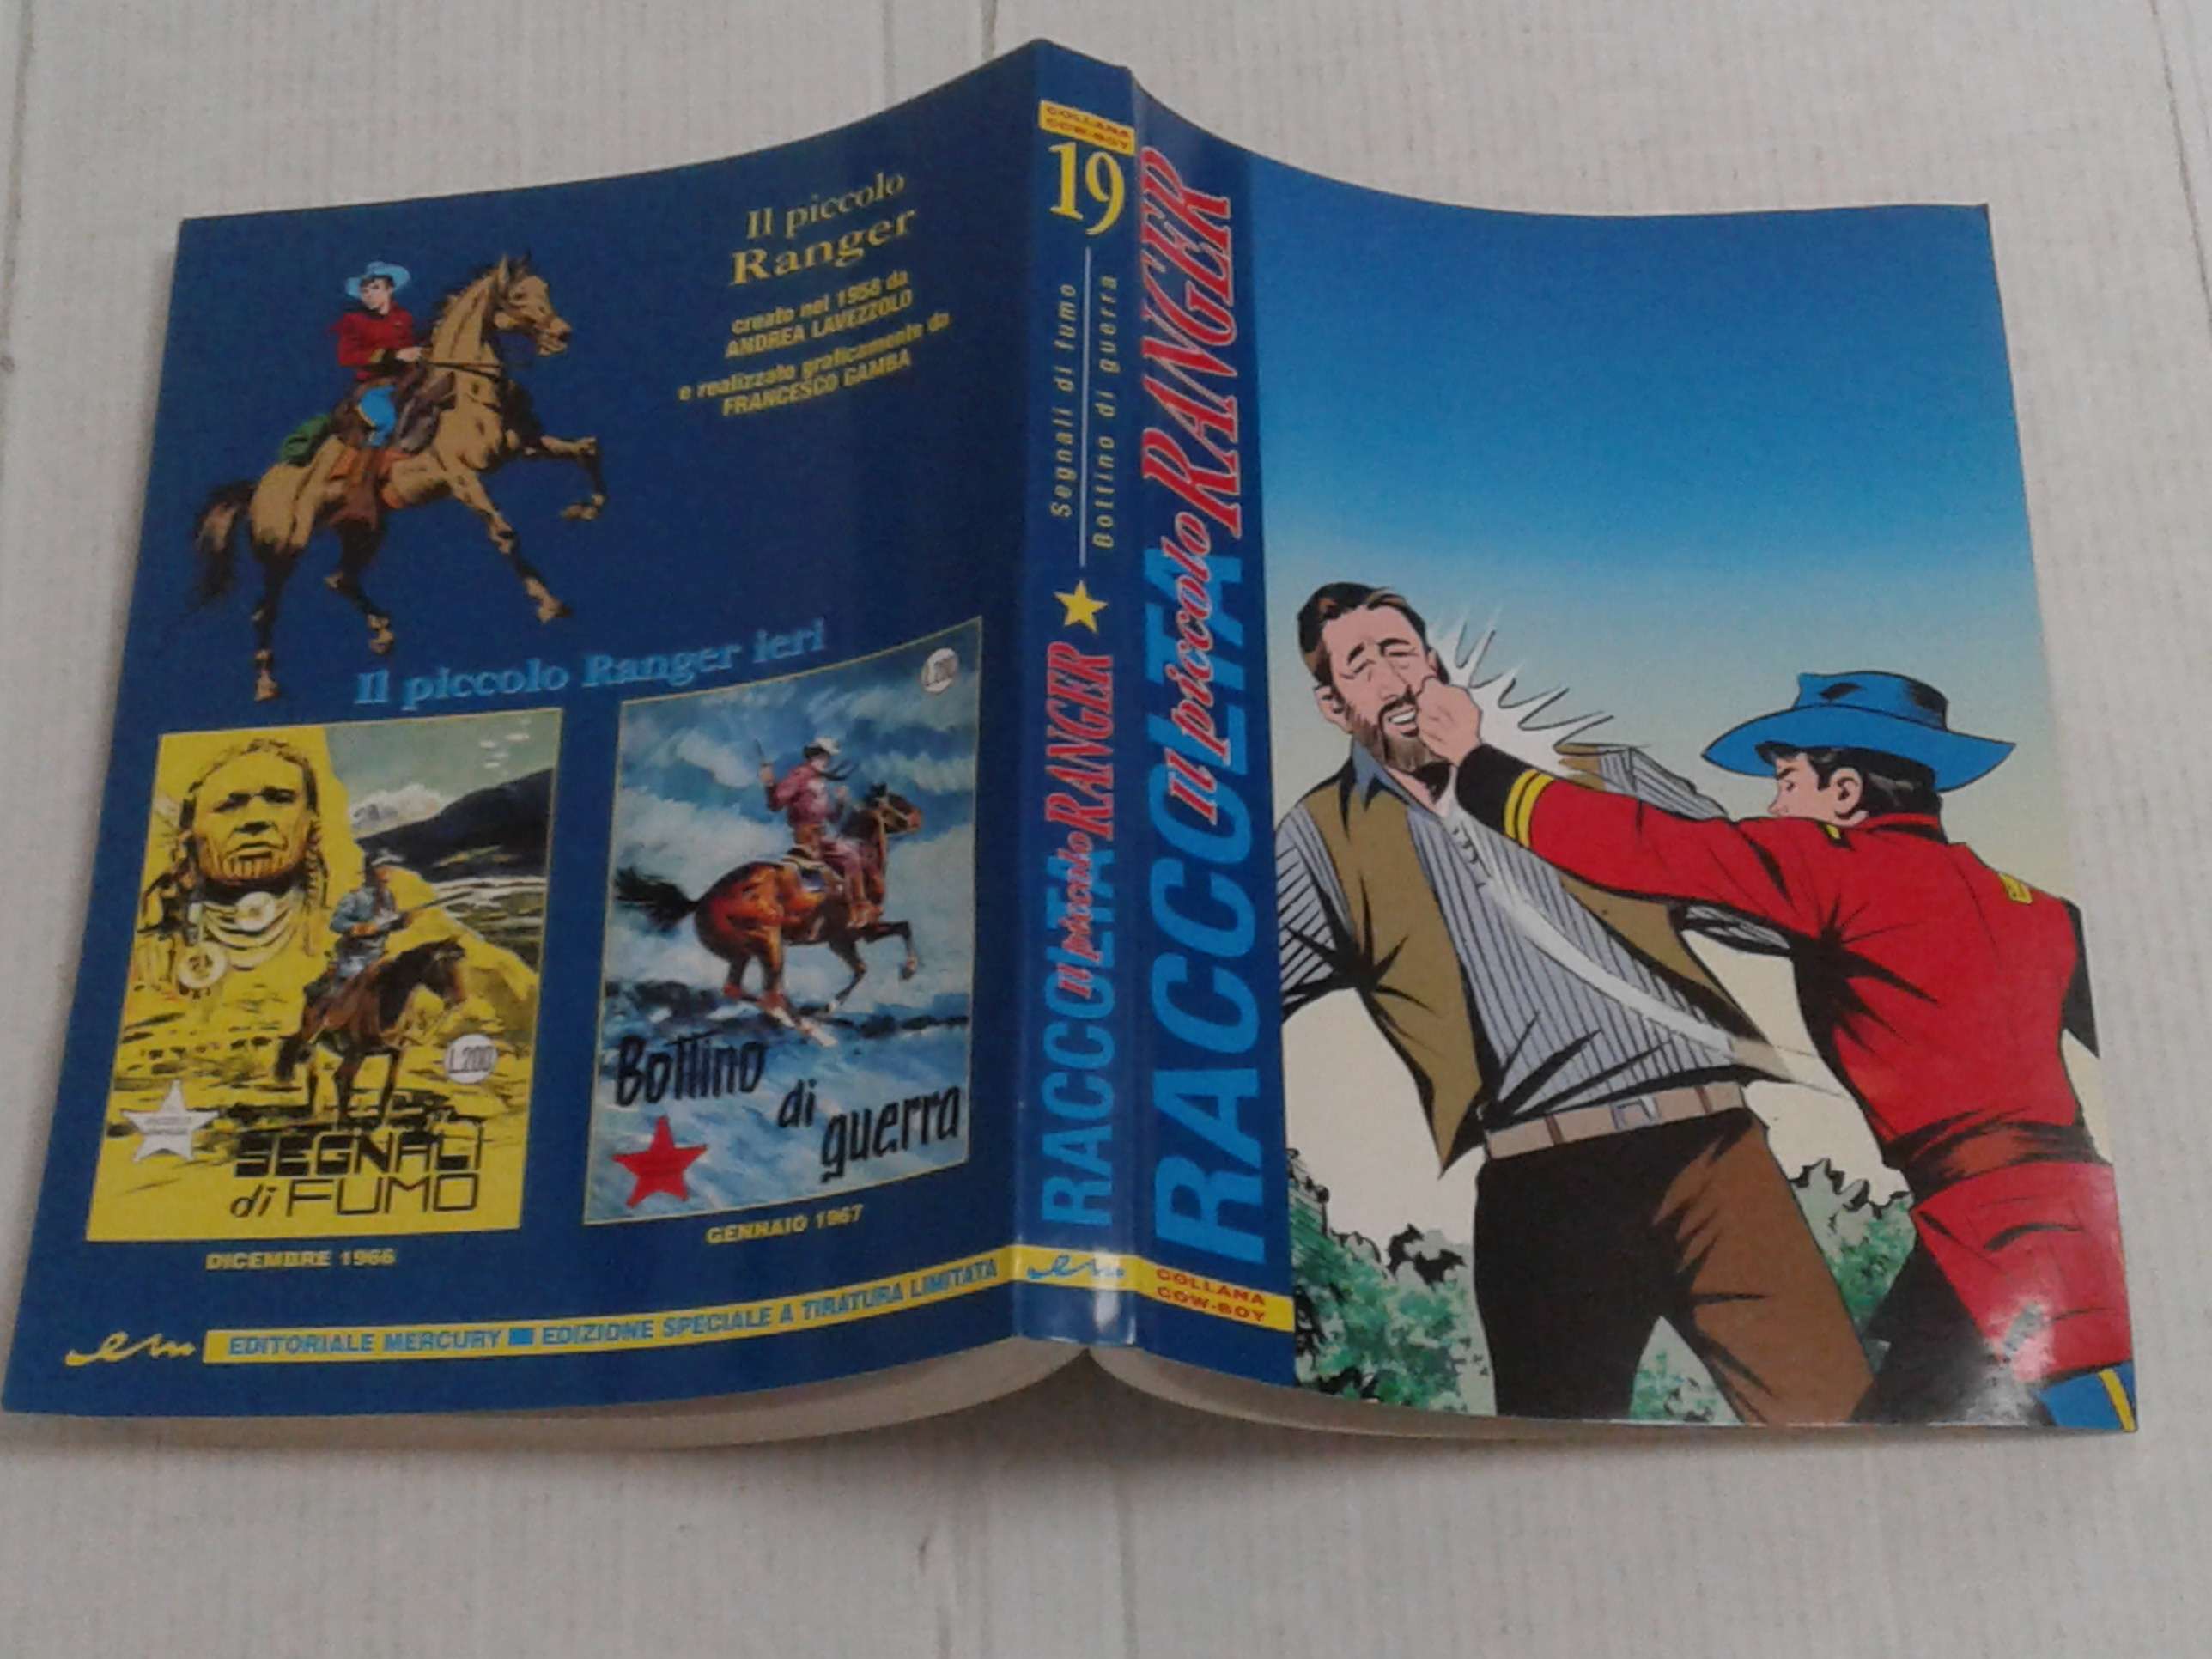 Il piccolo
Ranger
creato nel 1958 da
ANDREA LAVEZZOLO
e realizzato graficamente da
FRANCESCO GAMBA
Il piccolo Ranger ieri
L.200
SEGNALI
di FUMO
DICEMBRE 1966
L.200
Bottino
di
guerra
GENNAIO 1967
em
EDITORIALE MERCURY EDIZIONE SPECIALE A TIRATURA LIMITATA
COLLANA
COW-BOY
19
Segnali di fumo
Bottino di guerra
RACCOLTA
Il piccolo RANGER
em
RACCOLTA
Il piccolo RANGER
COLLANA
COW-BOY